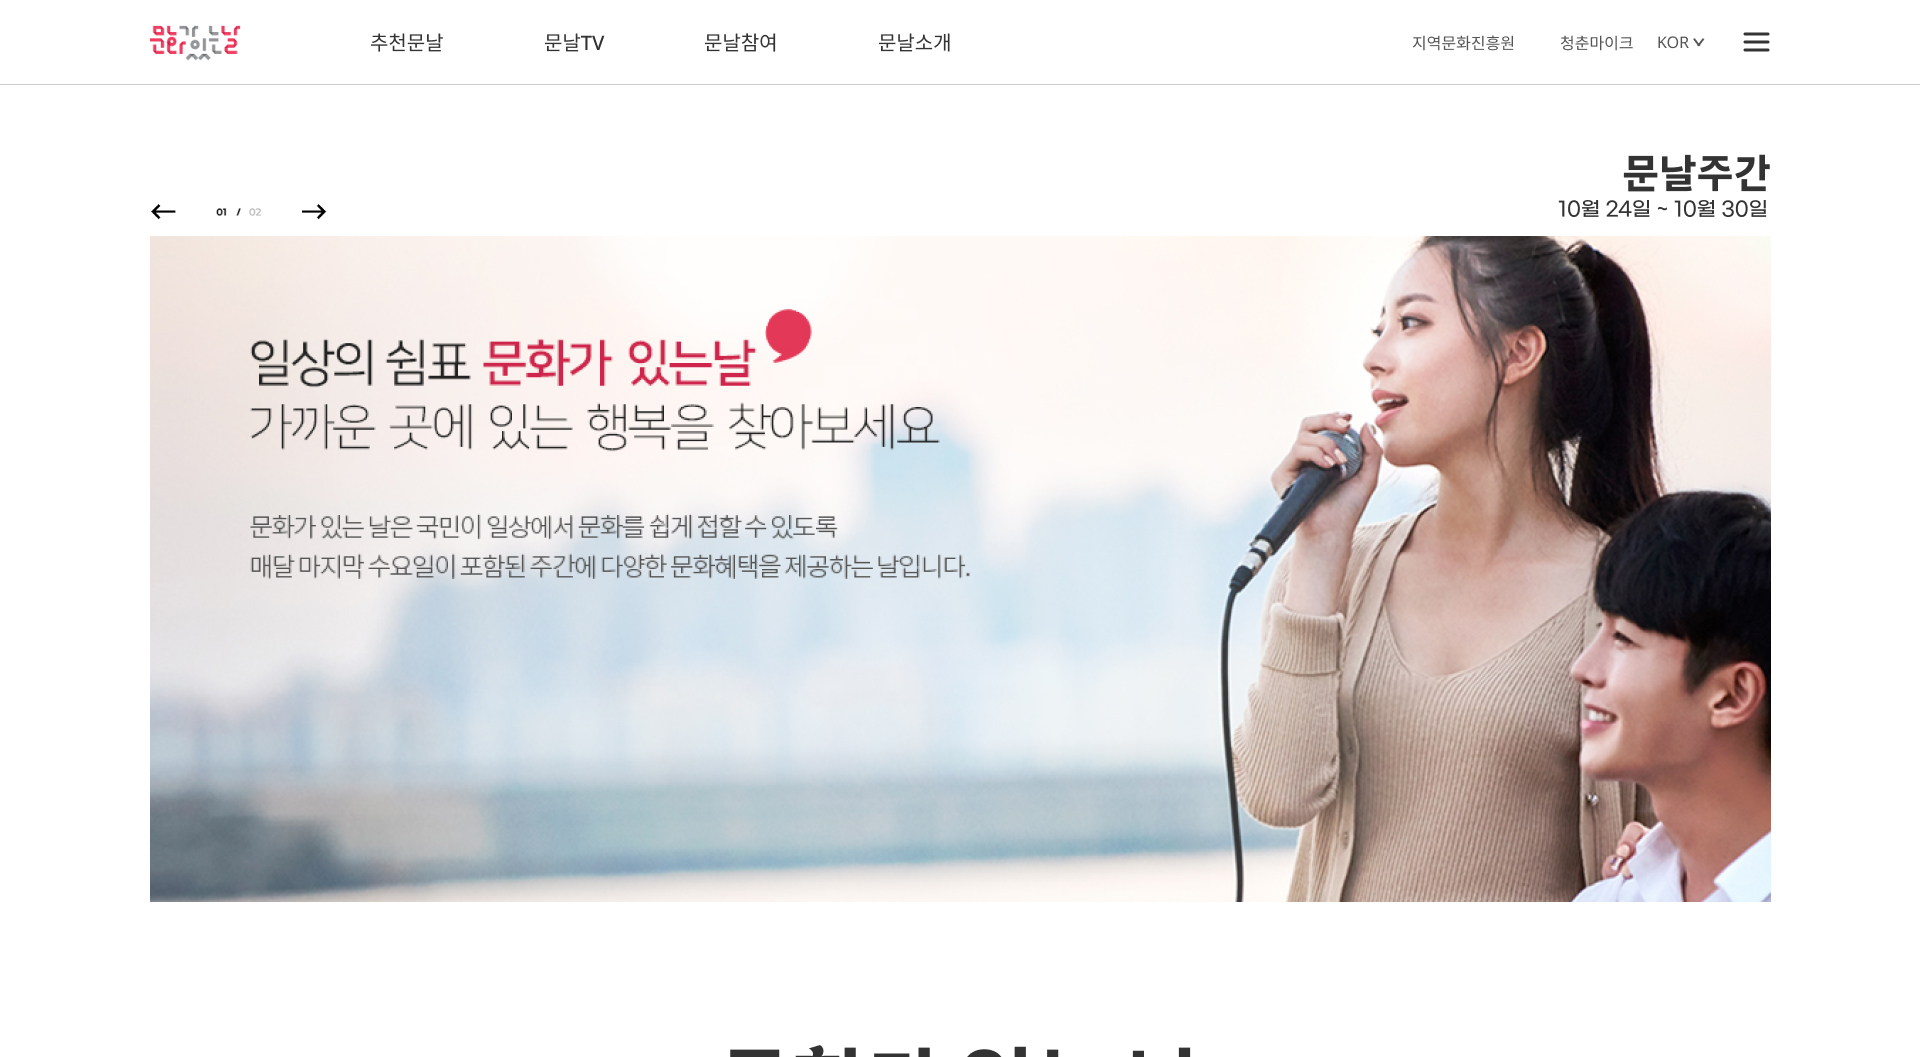 문화가 있는날
추천문날
문날TV
문날참여
문날소개
지역문화진흥원
청춘마이크
KOR
문날주간
10월 24일 ~ 10월 30일
01 / 02
일상의 쉼표 문화가 있는날
가까운 곳에 있는 행복을 찾아보세요
문화가 있는 날은 국민이 일상에서 문화를 쉽게 접할 수 있도록
매달 마지막 수요일이 포함된 주간에 다양한 문화혜택을 제공하는 날입니다.